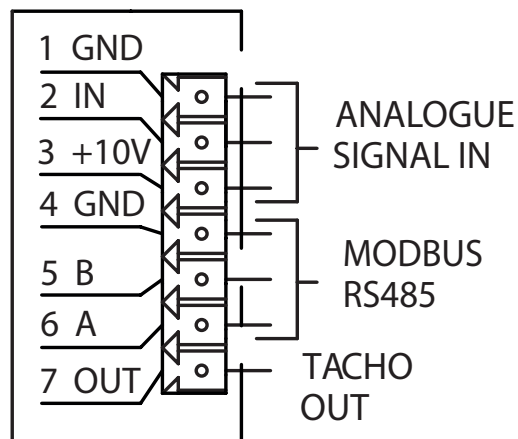 1 GND
2 IN
3 +10V
4 GND
5 B
6 A
7 OUT
ANALOGUE
SIGNAL IN
MODBUS
RS485
TACHO
OUT